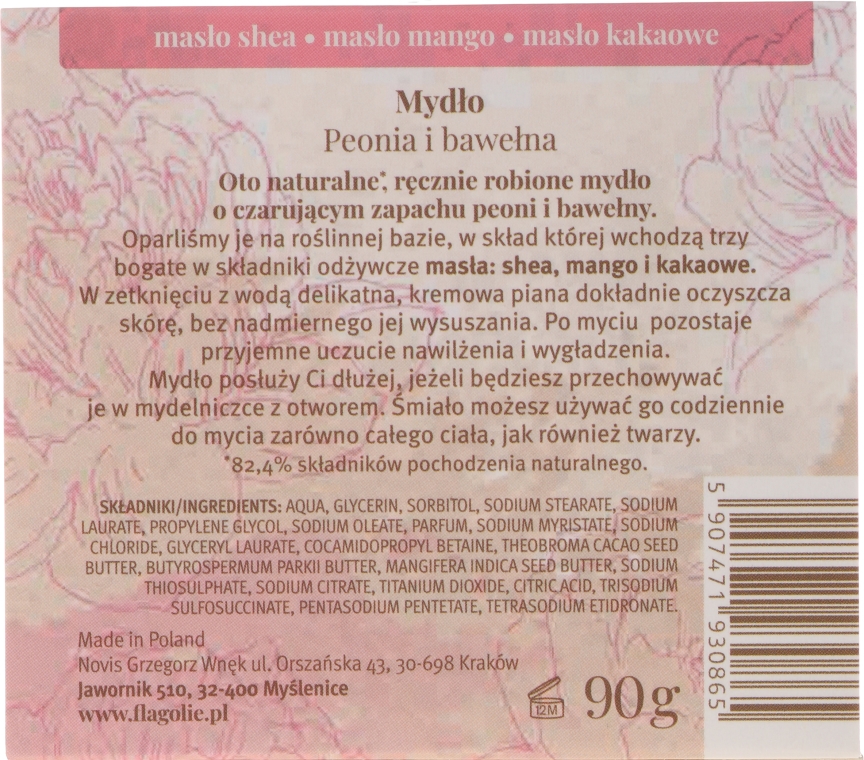 masło shea • masło mango • masło kakaowe
Mydło
Peonia i bawełna
Oto naturalne*, ręcznie robione mydło
o czarującym zapachu peoni i bawełny.
Oparliśmy je na roślinnej bazie, w skład której wchodzą trzy
bogate w składniki odżywcze masła: shea, mango i kakaowe.
W zetknięciu z wodą delikatna, kremowa piana dokładnie oczyszcza
skórę, bez nadmiernego jej wysuszania. Po myciu pozostaje
przyjemne uczucie nawilżenia i wygładzenia.
Mydło posłuży Ci dłużej, jeżeli będziesz przechowywać
je w mydelniczce z otworem. Śmiało możesz używać go codziennie
do mycia zarówno całego ciała, jak również twarzy.
*82,4% składników pochodzenia naturalnego.
SKŁADNIKI/INGREDIENTS: AQUA, GLYCERIN, SORBITOL, SODIUM STEARATE, SODIUM
LAURATE, PROPYLENE GLYCOL, SODIUM OLEATE, PARFUM, SODIUM MYRISTATE, SODIUM
CHLORIDE, GLYCERYL LAURATE, COCAMIDOPROPYL BETAINE, THEOBROMA CACAO SEED
BUTTER, BUTYROSPERMUM PARKII BUTTER, MANGIFERA INDICA SEED BUTTER, SODIUM
THIOSULPHATE, SODIUM CITRATE, TITANIUM DIOXIDE, CITRIC ACID, TRISODIUM
SULFOSUCCINATE, PENTASODIUM PENTETATE, TETRASODIUM ETIDRONATE.
Made in Poland
Novis Grzegorz Wnęk ul. Orszańska 43, 30-698 Kraków
Jawornik 510, 32-400 Myślenice
www.flagolie.pl
12M
90g
5 907471 930865